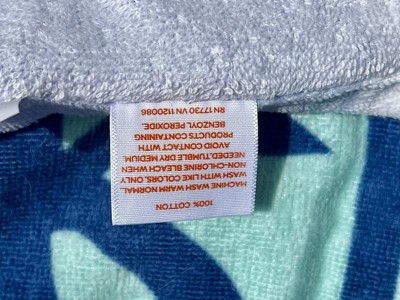 100% COTTON
MACHINE WASH WARM NORMAL.
WASH WITH LIKE COLORS. ONLY
NON-CHLORINE BLEACH WHEN
NEEDED.TUMBLE DRY MEDIUM.
AVOID CONTACT WITH
PRODUCTS CONTAINING
BENZOYL PEROXIDE.
RN 17730 VN 1120086